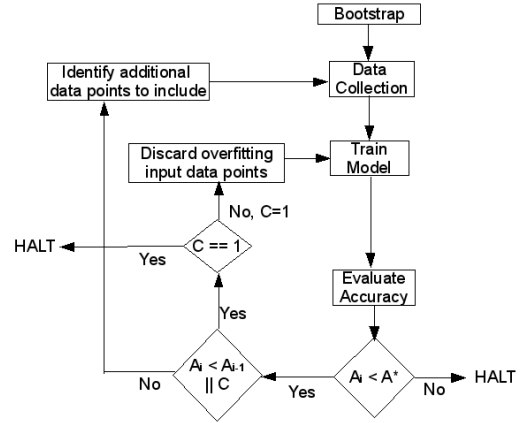 Bootstrap
Identify additional
data points to include
Data
Collection
Discard overfitting
input data points
Train
Model
No, C=1
HALT
Yes
C == 1
Evaluate
Accuracy
Yes
Ai < Ai-1
|| C
No
Yes
Ai < A*
No
HALT